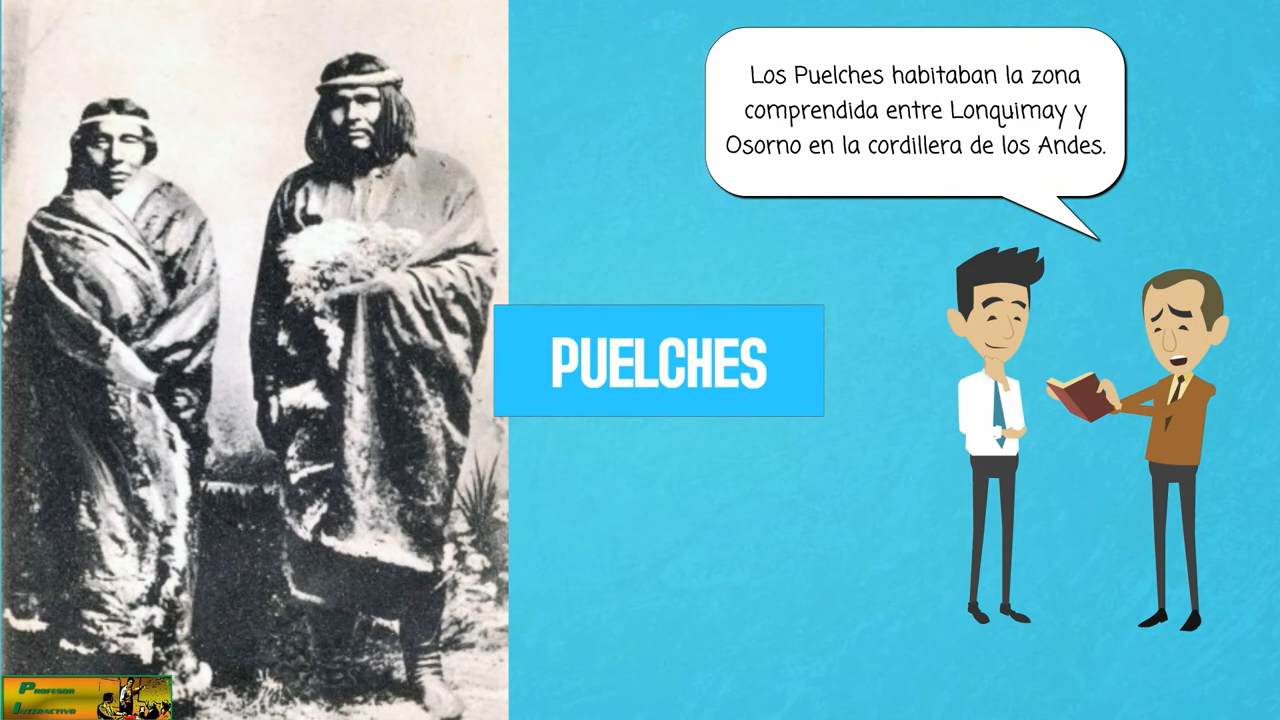 Los Puelches habitaban la zona
comprendida entre Lonquimay y
Osorno en la cordillera de los Andes.
PUELCHES
PROFESOR
INTERACTIVO